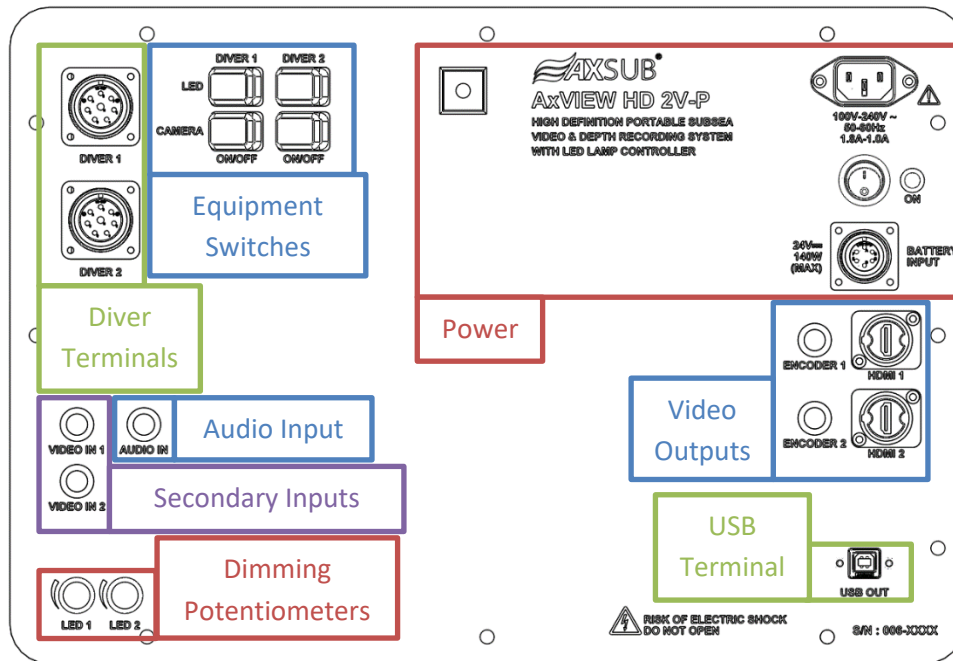 DIVER 1
DIVER 2
LED
CAMERA
ON/OFF
ON/OFF
DIVER 1
DIVER 2
Equipment
Switches
Diver
Terminals
AXSUB®
AxVIEW HD 2V-P
HIGH DEFINITION PORTABLE SUBSEA
VIDEO & DEPTH RECORDING SYSTEM
WITH LED LAMP CONTROLLER
100V-240V ~
50-60Hz
1.8A-1.0A
ON
24V
140W
(MAX)
BATTERY
INPUT
Power
ENCODER 1
HDMI 1
ENCODER 2
HDMI 2
Video
Outputs
VIDEO IN 1
AUDIO IN
Audio Input
VIDEO IN 2
Secondary Inputs
USB
Terminal
USB OUT
Dimming
Potentiometers
LED 1
LED 2
RISK OF ELECTRIC SHOCK
DO NOT OPEN
S/N : 006-XXXX